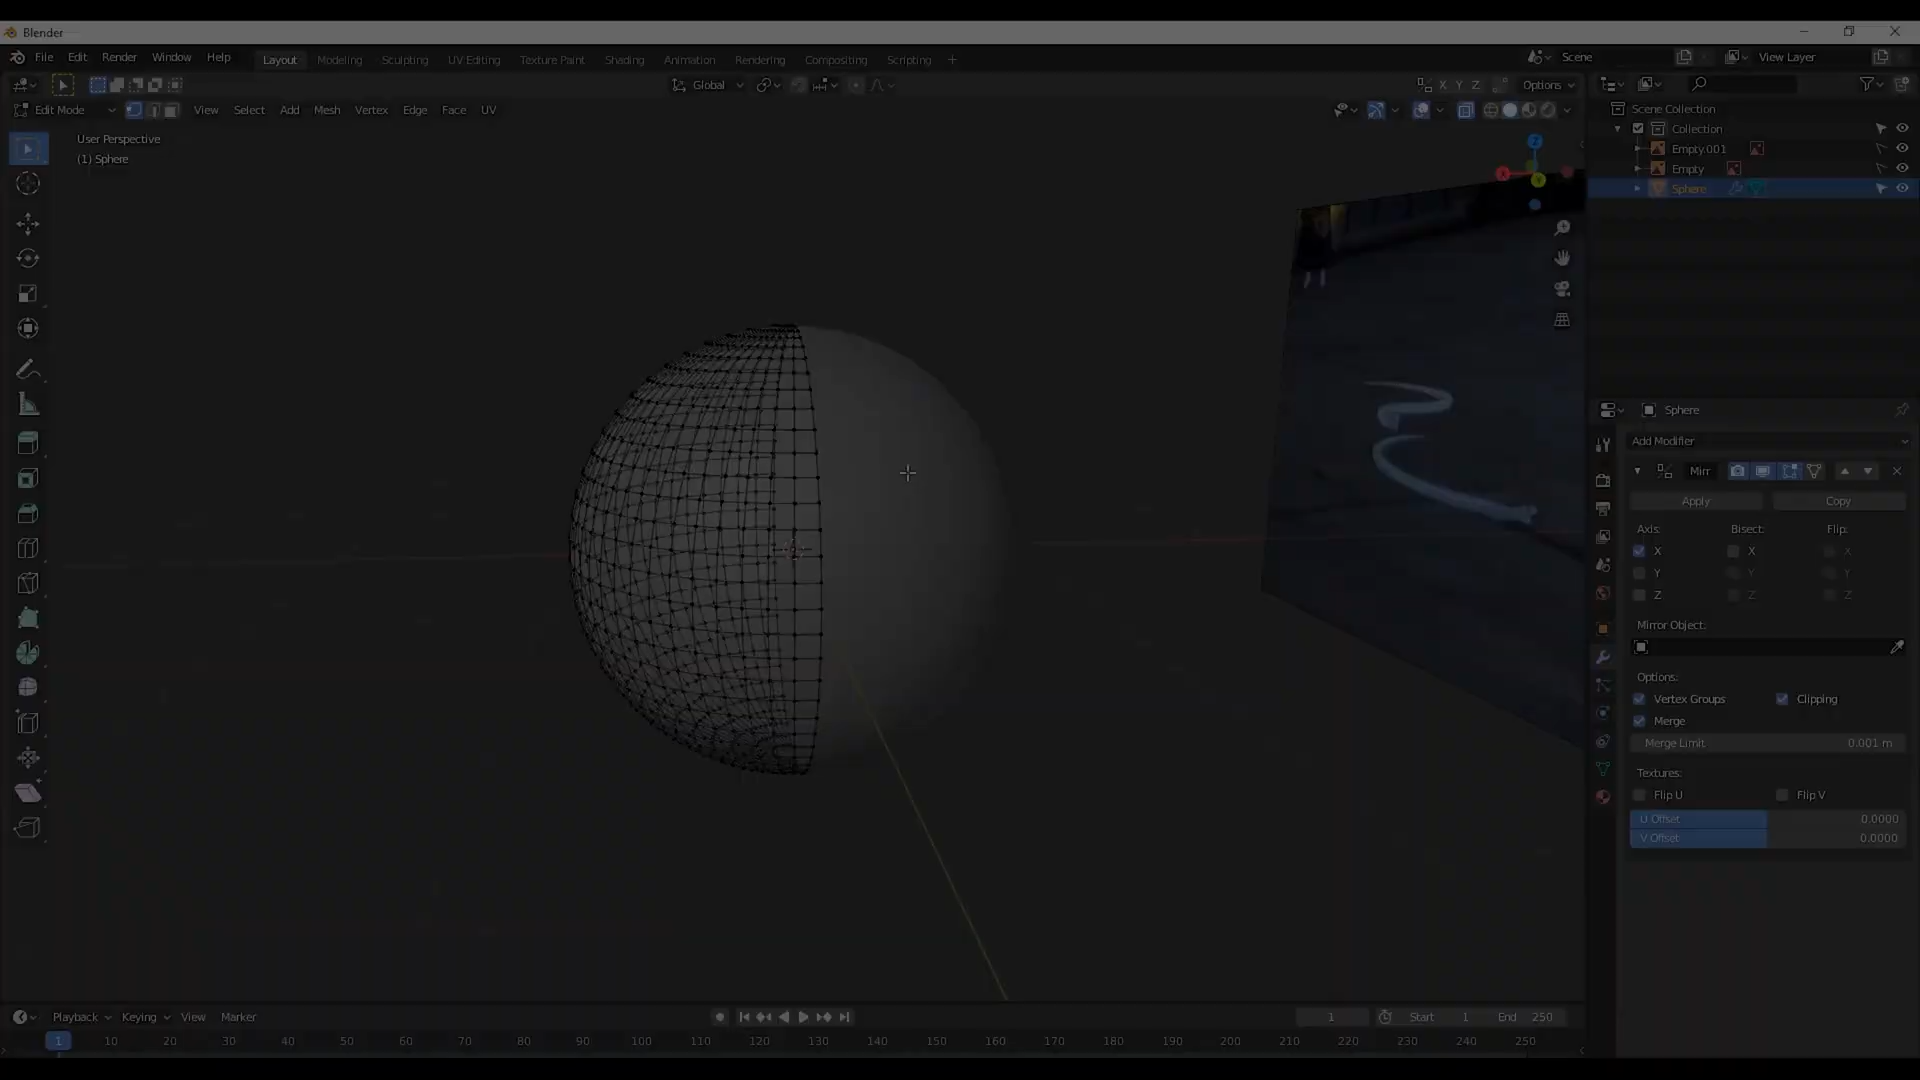 Blender
File Edit Render Window Help Layout Modeling Sculpting UV Editing Texture Paint Shading Animation Rendering Compositing Scripting + Scene View Layer
Global X Y Z Options
Edit Mode View Select Add Mesh Vertex Edge Face UV
User Perspective
(1) Sphere
Z
X
Y
Scene Collection
Collection
Empty.001
Empty
Sphere
Sphere
Add Modifier
Mirr
Apply Copy
Axis: Bisect: Flip:
X X X
Y Y Y
Z Z Z
Mirror Object:
Options:
Vertex Groups Clipping
Merge
Merge Limit 0.001 m
Textures:
Flip U Flip V
U Offset 0.0000
V Offset 0.0000
Playback Keying View Marker 1 Start 1 End 250
1 10 20 30 40 50 60 70 80 90 100 110 120 130 140 150 160 170 180 190 200 210 220 230 240 250